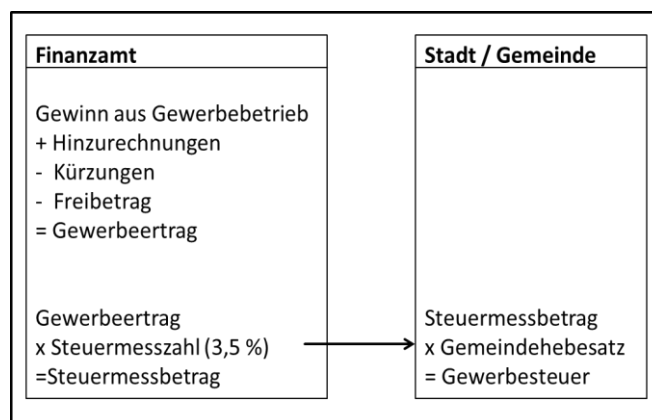 Finanzamt
Gewinn aus Gewerbebetrieb
+ Hinzurechnungen
- Kürzungen
- Freibetrag
= Gewerbeertrag
Gewerbeertrag
x Steuermesszahl (3,5 %)
=Steuermessbetrag
Stadt / Gemeinde
Steuermessbetrag
x Gemeindehebesatz
= Gewerbesteuer